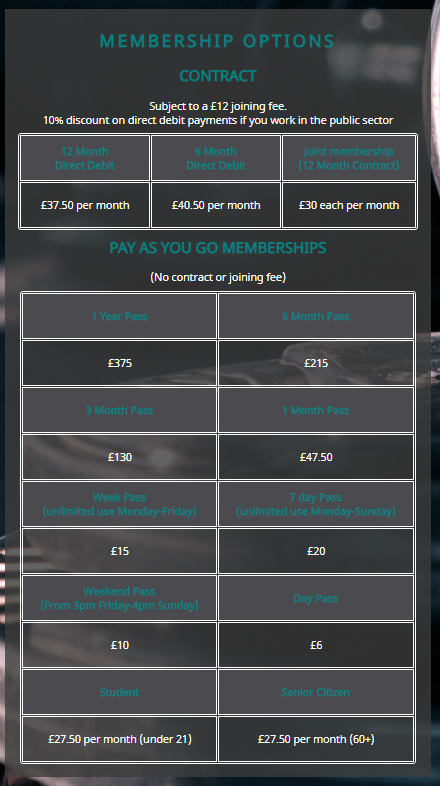 MEMBERSHIP OPTIONS
CONTRACT
Subject to a £12 joining fee.
10% discount on direct debit payments if you work in the public sector
12 Month
Direct Debit
6 Month
Direct Debit
Joint membership
(12 Month Contract)
£37.50 per month
£40.50 per month
£30 each per month
PAY AS YOU GO MEMBERSHIPS
(No contract or joining fee)
1 Year Pass
6 Month Pass
£375
£215
3 Month Pass
1 Month Pass
£130
£47.50
Week Pass
(unlimited use Monday-Friday)
7 day Pass
(unlimited use Monday-Sunday)
£15
£20
Weekend Pass
(From 3pm Friday-4pm Sunday)
Day Pass
£10
£6
Student
Senior Citizen
£27.50 per month (under 21)
£27.50 per month (60+)